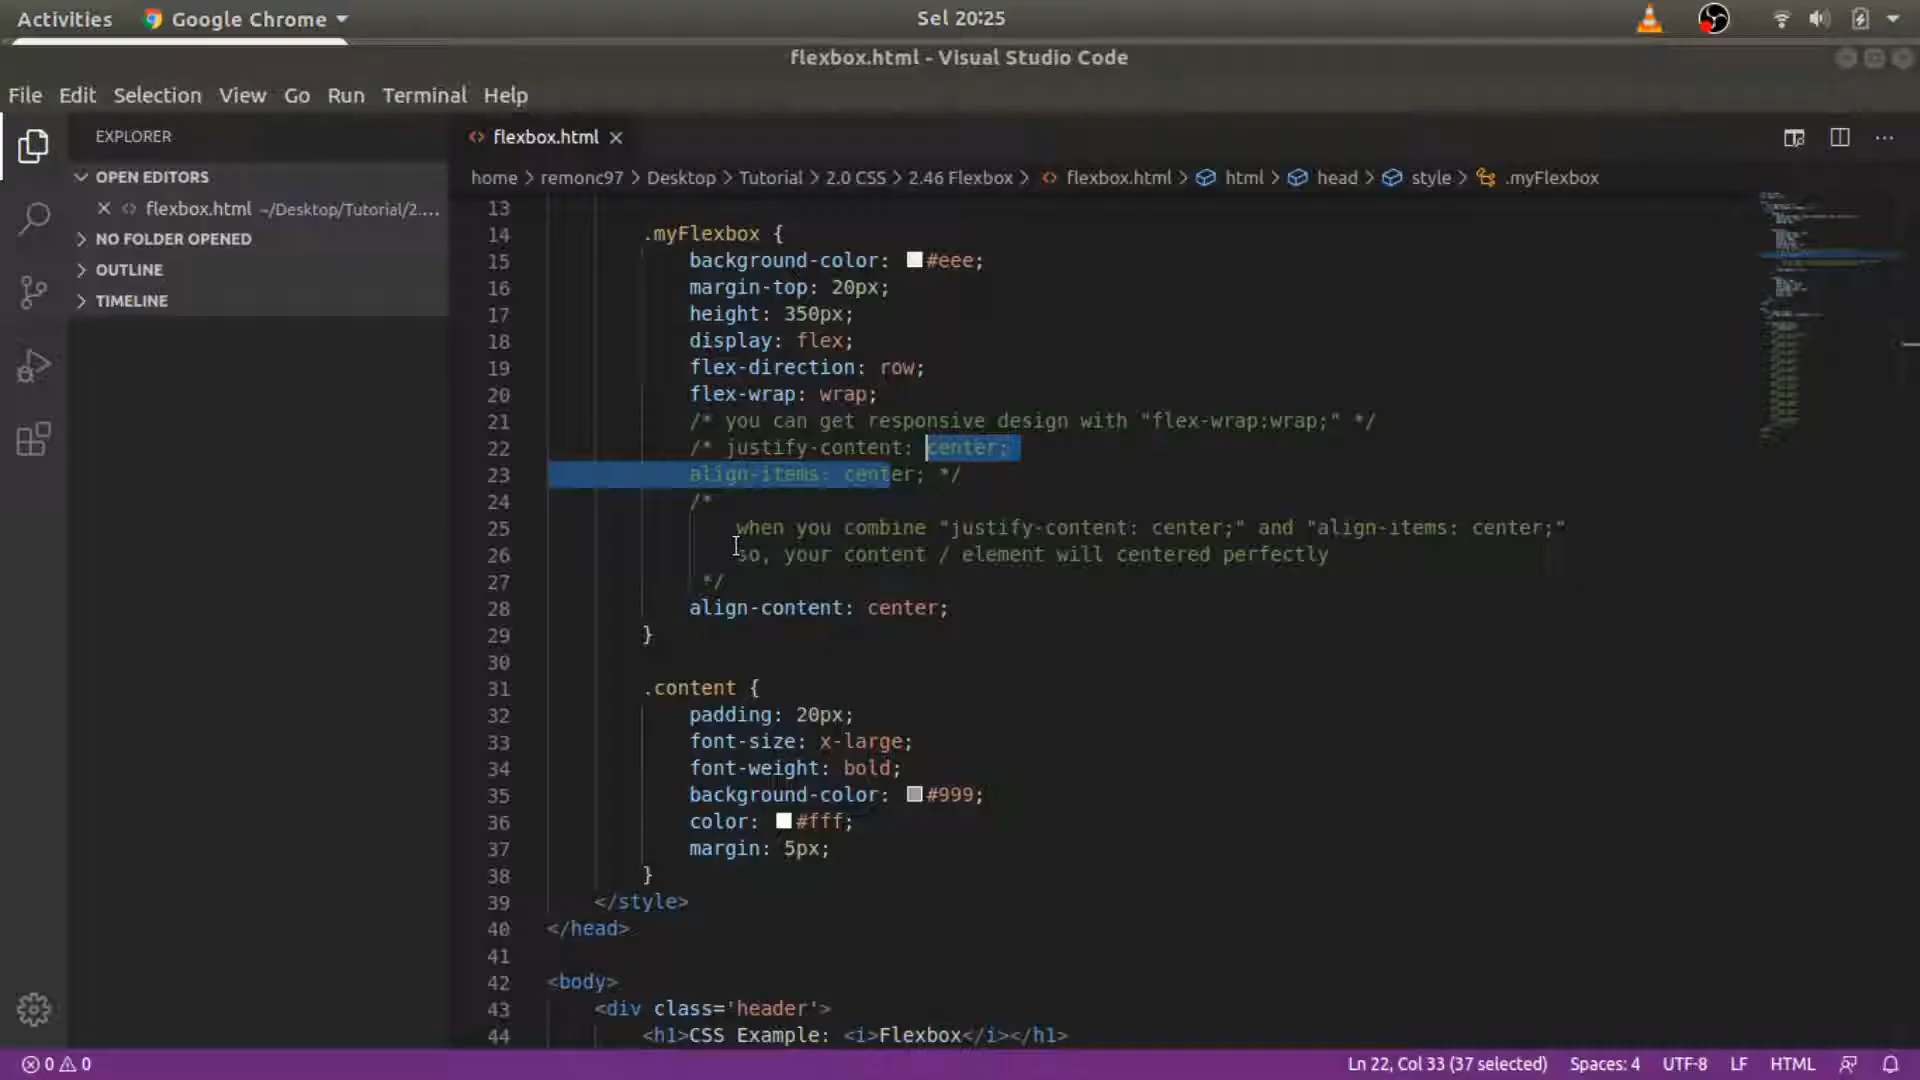 Activities
Google Chrome
Sel 20:25
flexbox.html - Visual Studio Code
File Edit Selection View Go Run Terminal Help
EXPLORER
OPEN EDITORS
flexbox.html ~/Desktop/Tutorial/2....
NO FOLDER OPENED
OUTLINE
TIMELINE
flexbox.html
home > remonc97 > Desktop > Tutorial > 2.0 CSS > 2.46 Flexbox > flexbox.html > html > head > style > .myFlexbox
13
14 .myFlexbox {
15 background-color: #eee;
16 margin-top: 20px;
17 height: 350px;
18 display: flex;
19 flex-direction: row;
20 flex-wrap: wrap;
21 /* you can get responsive design with "flex-wrap:wrap;" */
22 /* justify-content: center;
23 align-items: center; */
24 /*
25 when you combine "justify-content: center;" and "align-items: center;"
26 so, your content / element will centered perfectly
27 */
28 align-content: center;
29 }
30
31 .content {
32 padding: 20px;
33 font-size: x-large;
34 font-weight: bold;
35 background-color: #999;
36 color: #fff;
37 margin: 5px;
38 }
39 </style>
40 </head>
41
42 <body>
43 <div class='header'>
44 <h1>CSS Example: <i>Flexbox</i></h1>
0 0
Ln 22, Col 33 (37 selected) Spaces: 4 UTF-8 LF HTML